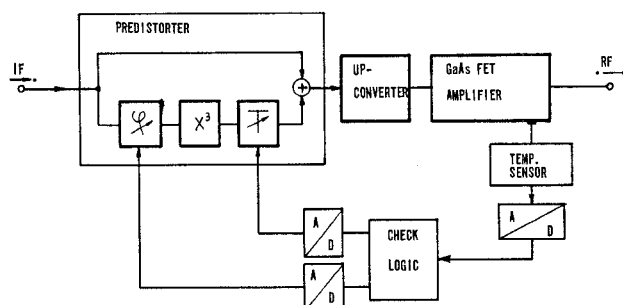 PREDISTORTER
IF
RF
UP-
CONVERTER
GaAs FET
AMPLIFIER
φ
X³
T
TEMP.
SENSOR
A
D
A
D
CHECK
LOGIC
A
D